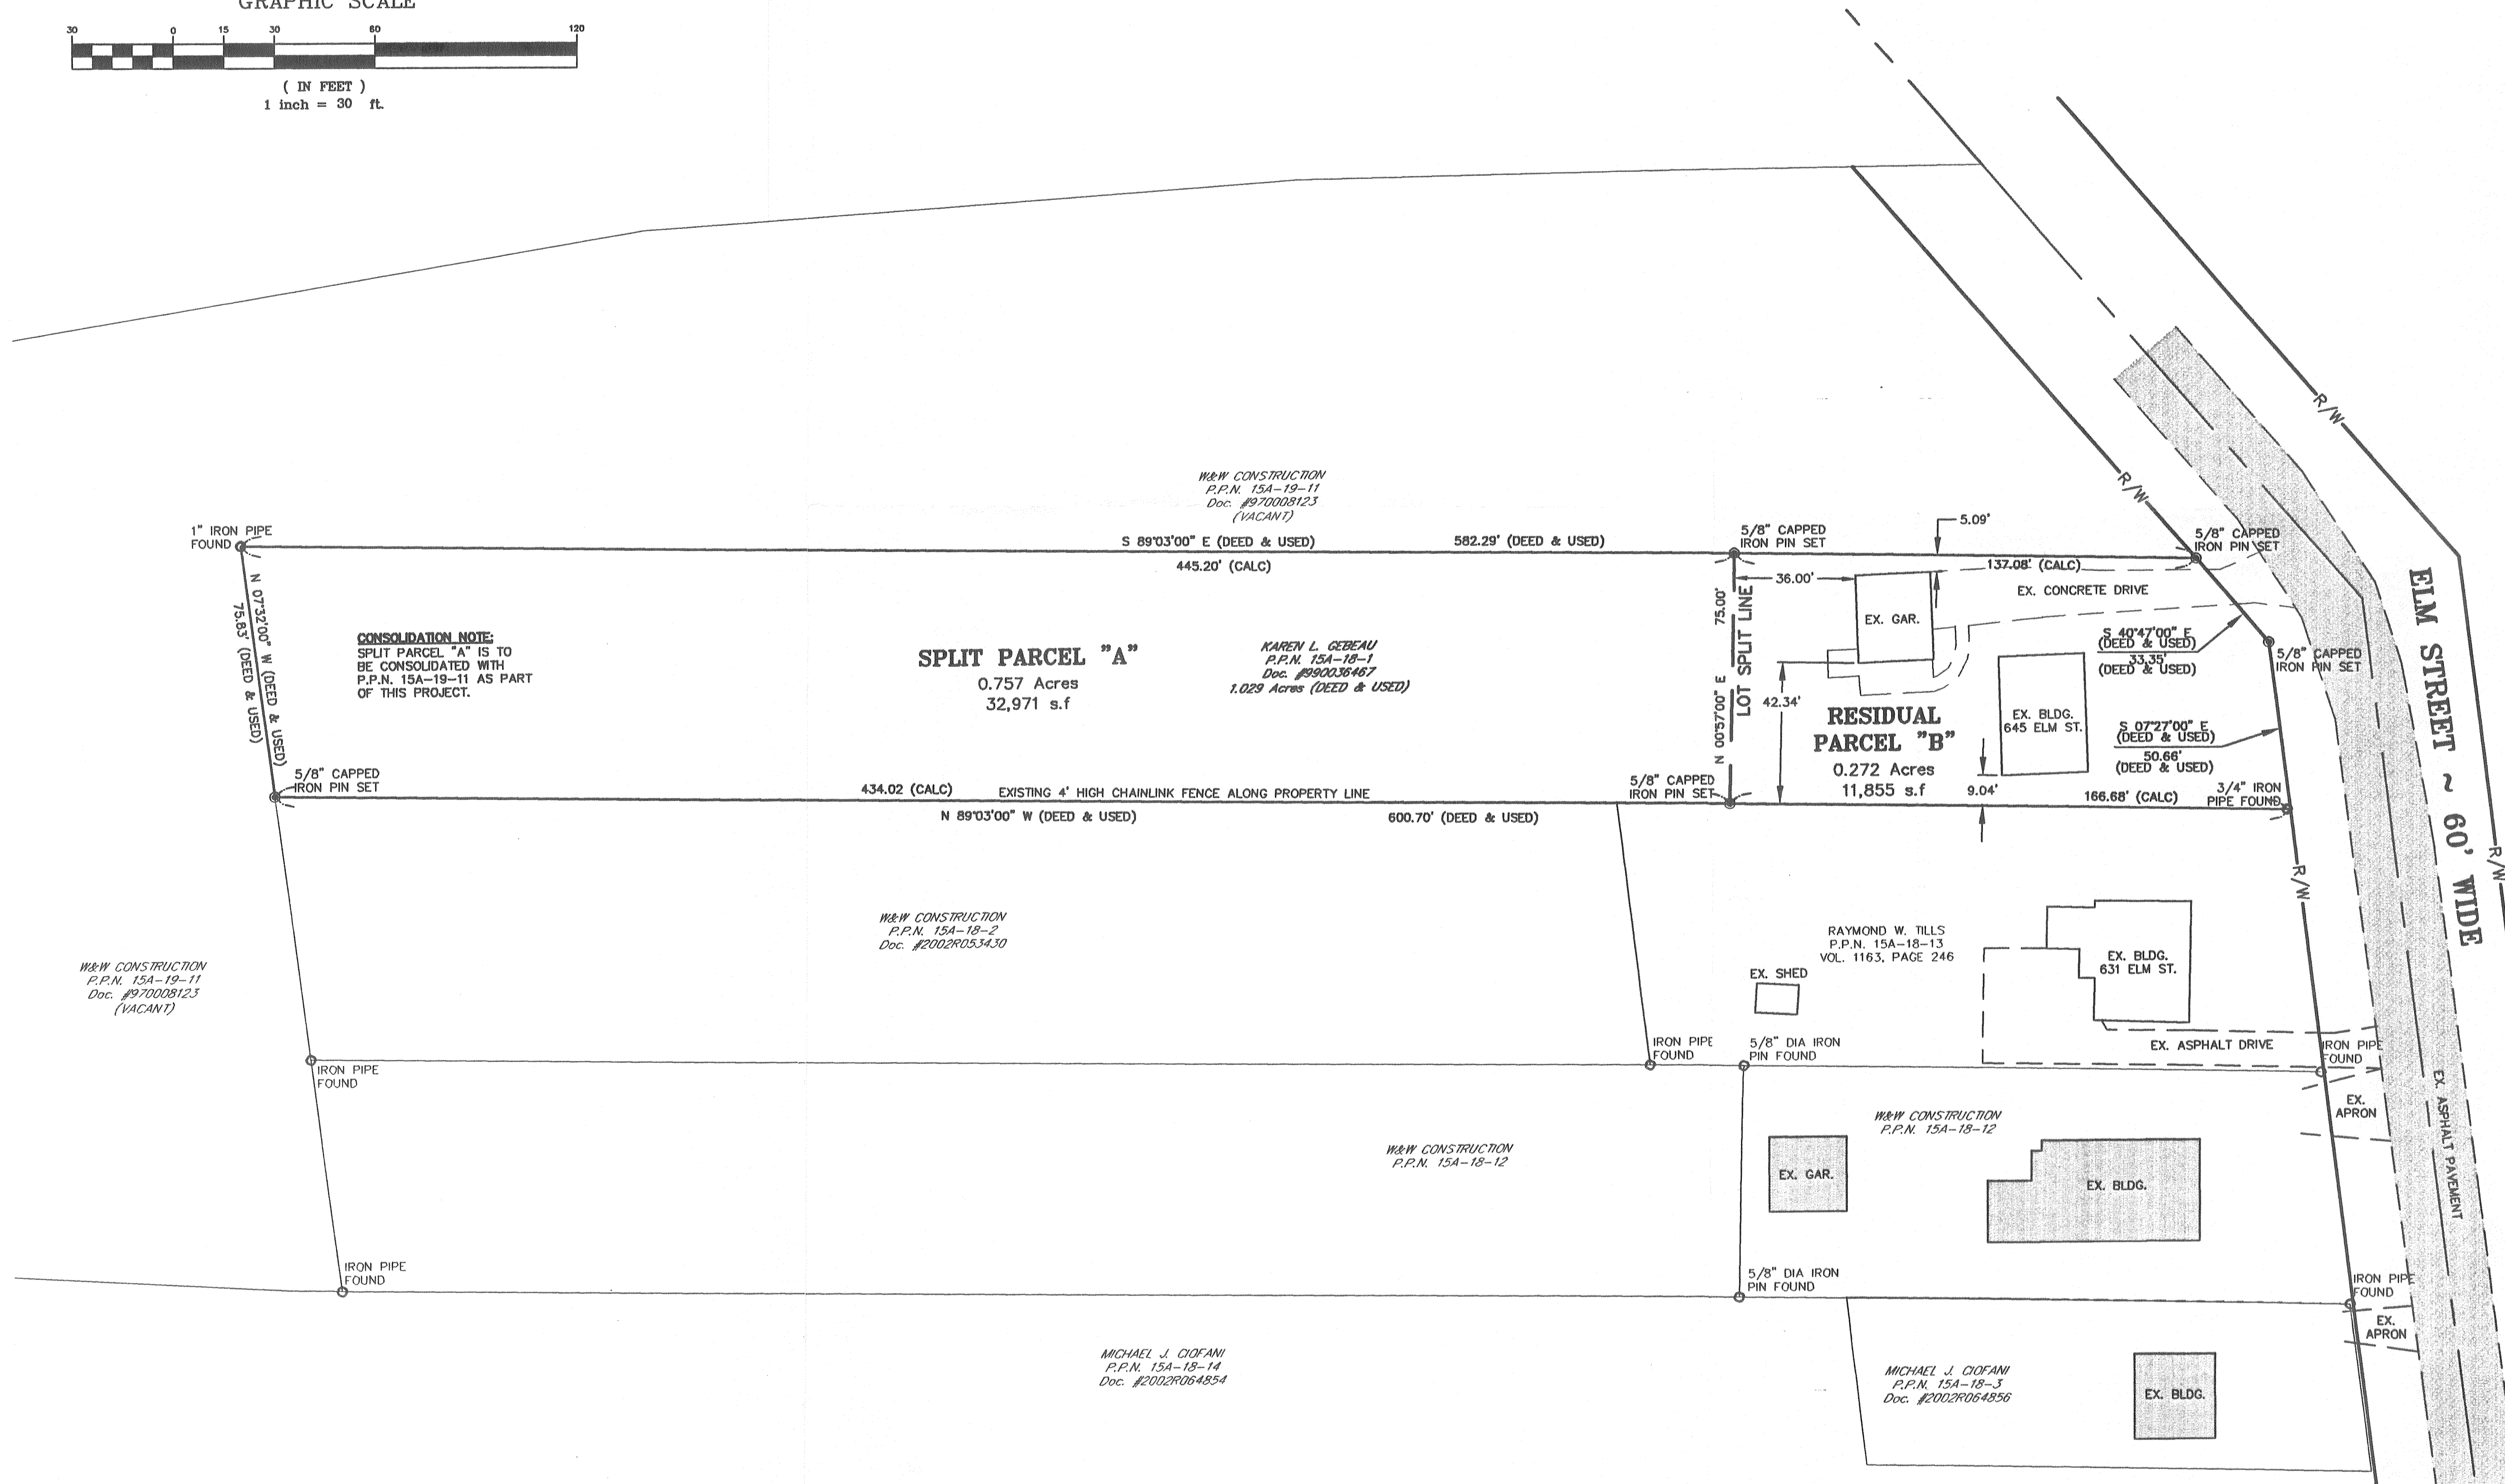 GRAPHIC SCALE
30 0 15 30 60 120
( IN FEET )
1 inch = 30 ft.
R/W
R/W
W&W CONSTRUCTION
P.P.N. 15A-19-11
Doc. #970008123
(VACANT)
1" IRON PIPE
FOUND
S 89°03'00" E (DEED & USED)
582.29' (DEED & USED)
445.20' (CALC)
5/8" CAPPED
IRON PIN SET
5.09'
5/8" CAPPED
IRON PIN SET
137.08' (CALC)
36.00'
EX. CONCRETE DRIVE
EX. GAR.
N 07°32'00" W (DEED & USED)
75.83' (DEED & USED)
CONSOLIDATION NOTE:
SPLIT PARCEL "A" IS TO
BE CONSOLIDATED WITH
P.P.N. 15A-19-11 AS PART
OF THIS PROJECT.
SPLIT PARCEL "A"
0.757 Acres
32,971 s.f
KAREN L. GEBEAU
P.P.N. 15A-18-1
Doc. #990036467
1.029 Acres (DEED & USED)
N 00°57'00" E 75.00'
LOT SPLIT LINE
42.34'
S 40°47'00" E
(DEED & USED)
33.35'
(DEED & USED)
5/8" CAPPED
IRON PIN SET
RESIDUAL
PARCEL "B"
0.272 Acres
11,855 s.f
EX. BLDG.
645 ELM ST.
S 07°27'00" E
(DEED & USED)
50.66'
(DEED & USED)
9.04'
166.68' (CALC)
3/4" IRON
PIPE FOUND
ELM STREET ~ 60' WIDE
R/W
R/W
5/8" CAPPED
IRON PIN SET
434.02 (CALC)
EXISTING 4' HIGH CHAINLINK FENCE ALONG PROPERTY LINE
5/8" CAPPED
IRON PIN SET
N 89°03'00" W (DEED & USED)
600.70' (DEED & USED)
W&W CONSTRUCTION
P.P.N. 15A-18-2
Doc. #2002R053430
W&W CONSTRUCTION
P.P.N. 15A-19-11
Doc. #970008123
(VACANT)
RAYMOND W. TILLS
P.P.N. 15A-18-13
VOL. 1163, PAGE 246
EX. SHED
EX. BLDG.
631 ELM ST.
IRON PIPE
FOUND
5/8" DIA IRON
PIN FOUND
EX. ASPHALT DRIVE
IRON PIPE
FOUND
IRON PIPE
FOUND
EX. ASPHALT PAVEMENT
EX.
APRON
W&W CONSTRUCTION
P.P.N. 15A-18-12
W&W CONSTRUCTION
P.P.N. 15A-18-12
EX. GAR.
EX. BLDG.
IRON PIPE
FOUND
5/8" DIA IRON
PIN FOUND
IRON PIPE
FOUND
EX.
APRON
MICHAEL J. CIOFANI
P.P.N. 15A-18-14
Doc. #2002R064854
MICHAEL J. CIOFANI
P.P.N. 15A-18-3
Doc. #2002R064856
EX. BLDG.